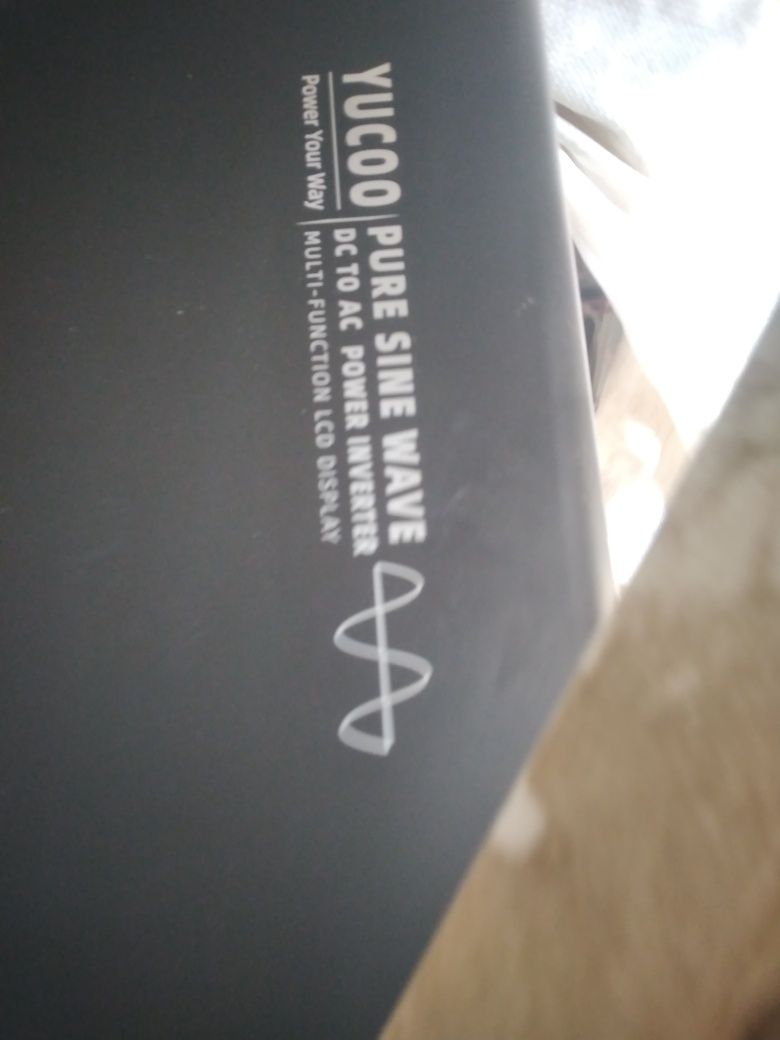 YUCOO
Power Your Way
PURE SINE WAVE
DC TO AC POWER INVERTER
MULTI-FUNCTION LCD DISPLAY